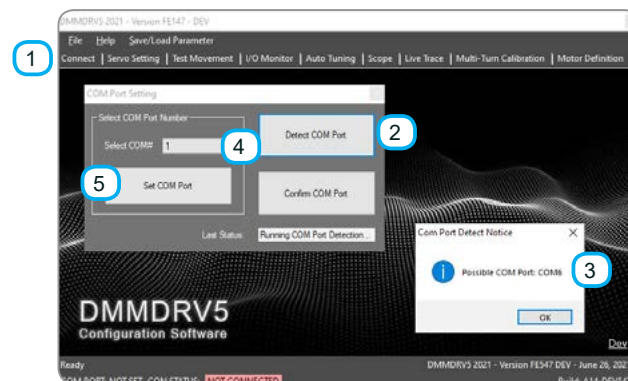 DMMDRV5 2021 - Version FE147 - DEV
File Help Save/Load Parameter
1
Connect | Servo Setting | Test Movement | I/O Monitor | Auto Tuning | Scope | Live Trace | Multi-Turn Calibration | Motor Definition
COM Port Setting
Select COM Port Number
Select COM# 1
4
Detect COM Port
2
5
Set COM Port
Confirm COM Port
Last Status: Running COM Port Detection...
Com Port Detect Notice
Possible COM Port: COM6
3
OK
DMMDRV5
Configuration Software
Dev
Ready
DMMDRV5 2021 - Version FE547 DEV - June 26, 202
COM PORT: NOT SET CON STATUS: NOT CONNECTED